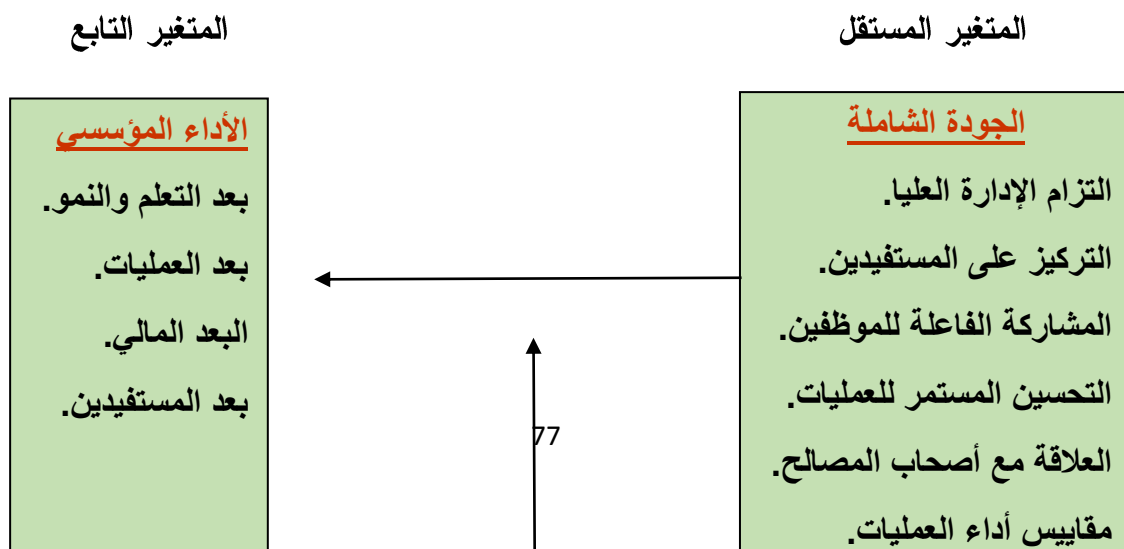 المتغير المستقل
المتغير التابع
الجودة الشاملة
التزام الإدارة العليا.
التركيز على المستفيدين.
المشاركة الفاعلة للموظفين.
التحسين المستمر للعمليات.
العلاقة مع أصحاب المصالح.
مقاييس أداء العمليات.
الأداء المؤسسي
بعد التعلم والنمو.
بعد العمليات.
البعد المالي.
بعد المستفيدين.
77